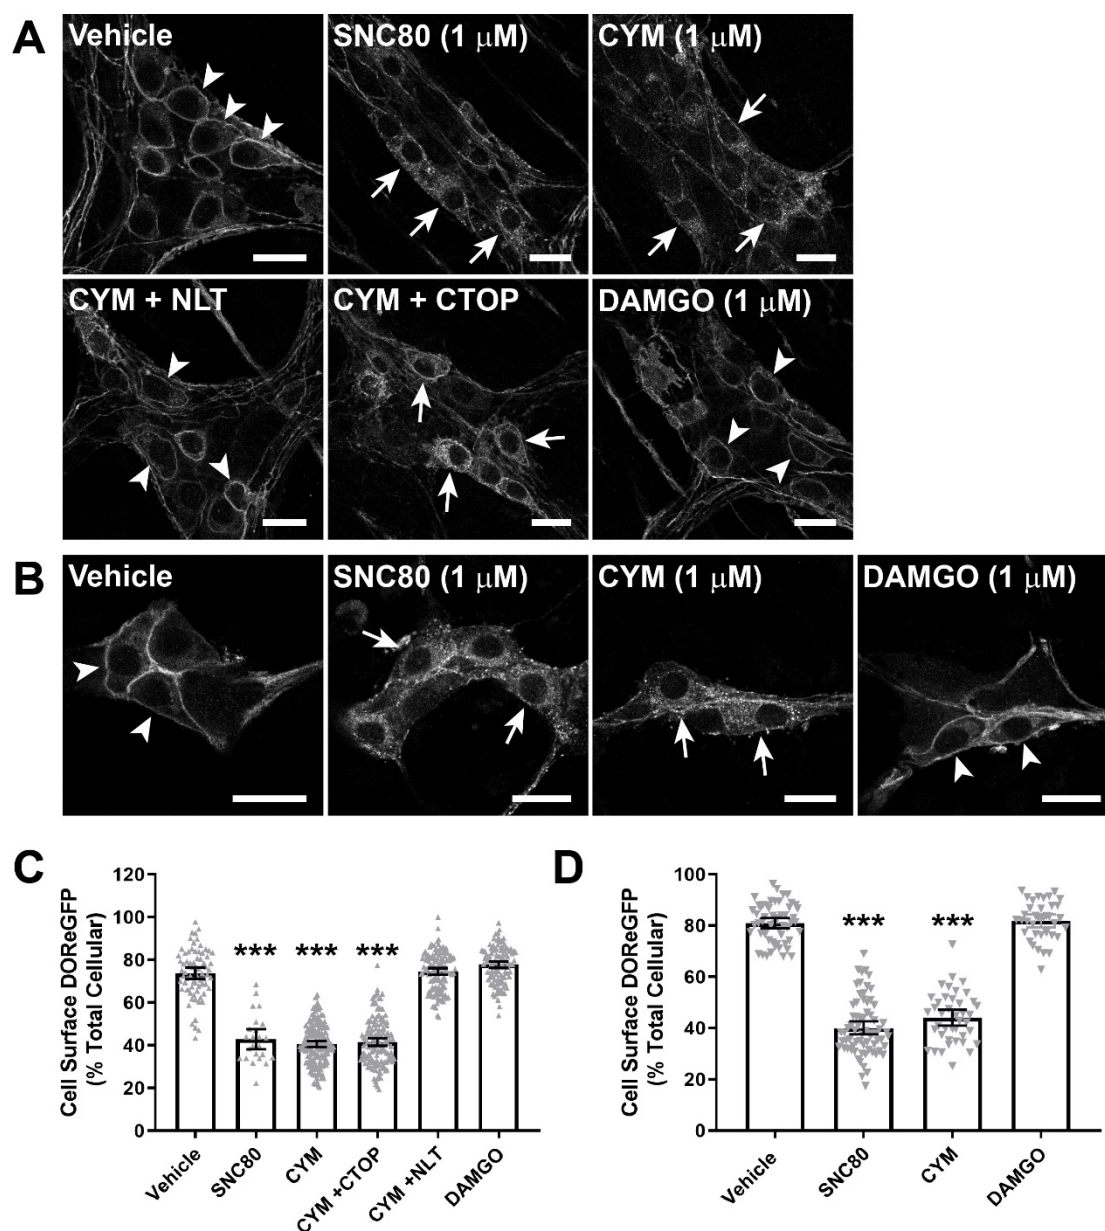 A
Vehicle
SNC80 (1 μM)
CYM (1 μM)
CYM + NLT
CYM + CTOP
DAMGO (1 μM)
B
Vehicle
SNC80 (1 μM)
CYM (1 μM)
DAMGO (1 μM)
C
Cell Surface DOReGFP
(% Total Cellular)
120
100
80
60
40
20
0
***
***
***
Vehicle
SNC80
CYM
CYM +CTOP
CYM +NLT
DAMGO
D
Cell Surface DOReGFP
(% Total Cellular)
100
80
60
40
20
0
***
***
Vehicle
SNC80
CYM
DAMGO